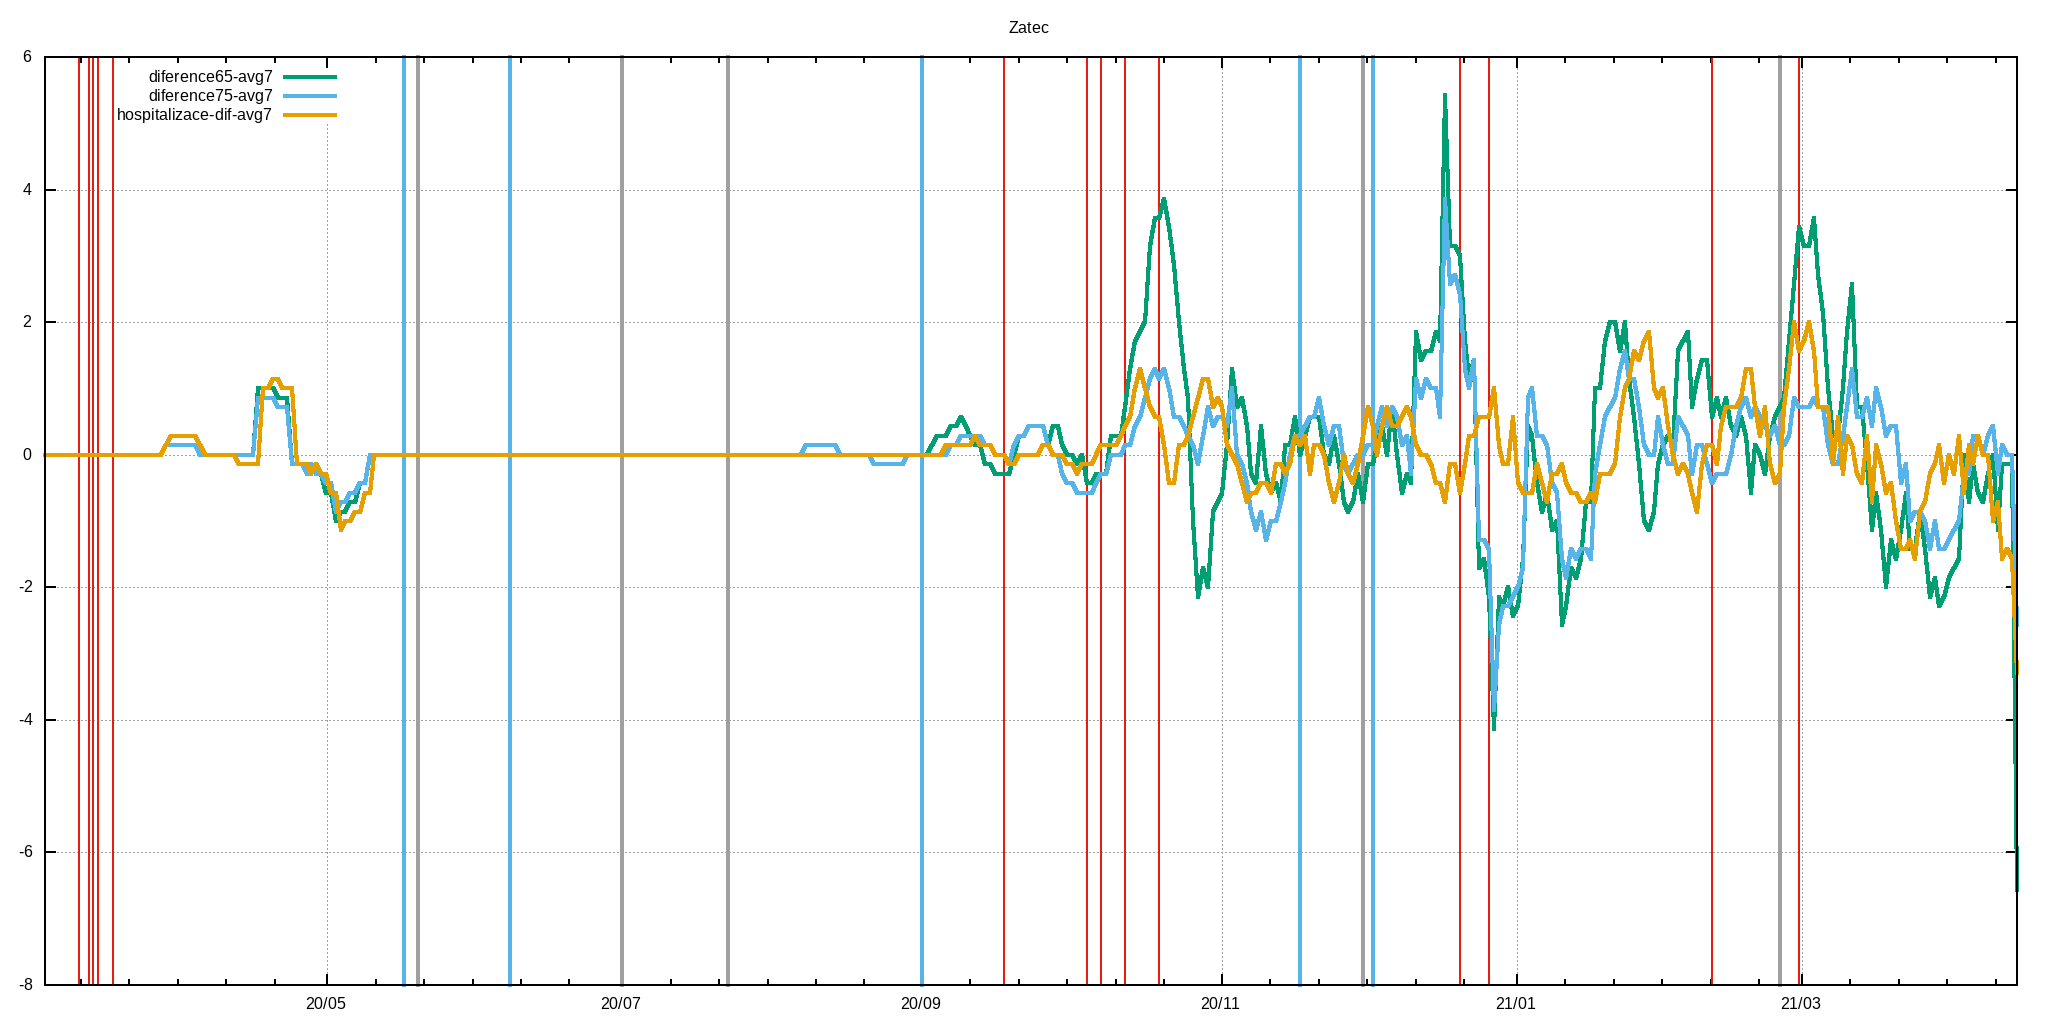 Zatec
6
diference65-avg7
diference75-avg7
hospitalizace-dif-avg7
4
2
0
-2
-4
-6
-8
20/05 20/07 20/09 20/11 21/01 21/03